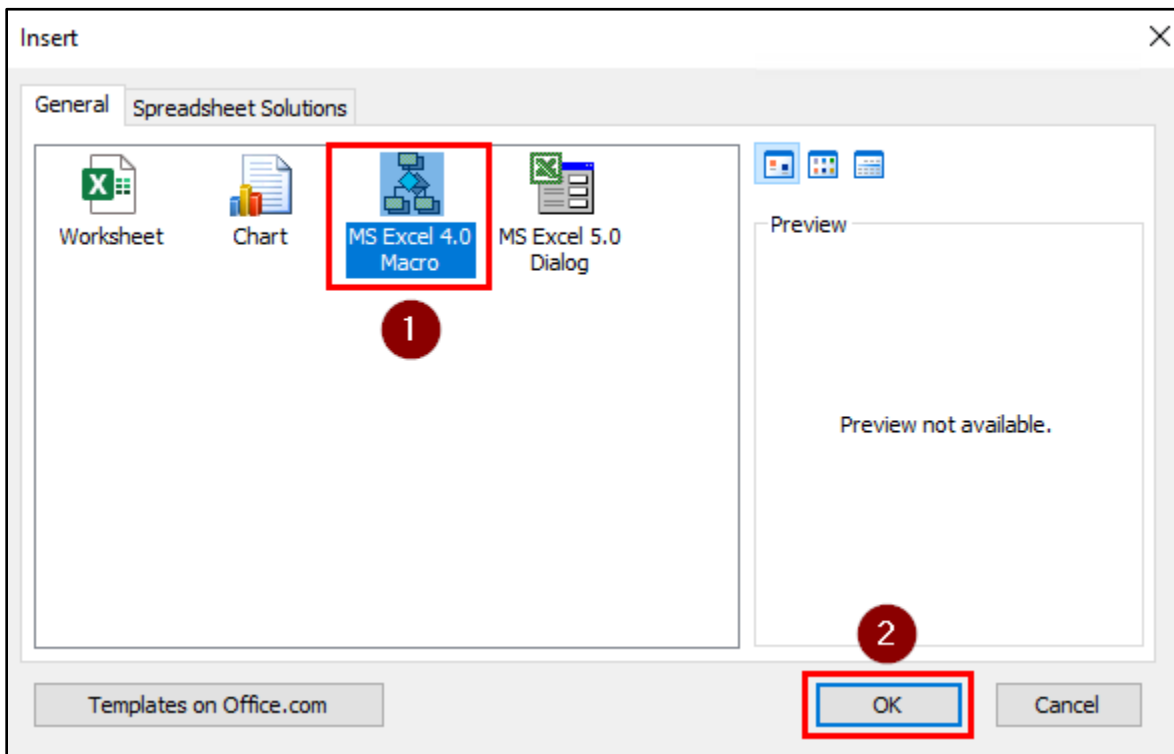 Insert
General
Spreadsheet Solutions
Worksheet
Chart
MS Excel 4.0
Macro
MS Excel 5.0
Dialog
1
Preview
Preview not available.
2
Templates on Office.com
OK
Cancel